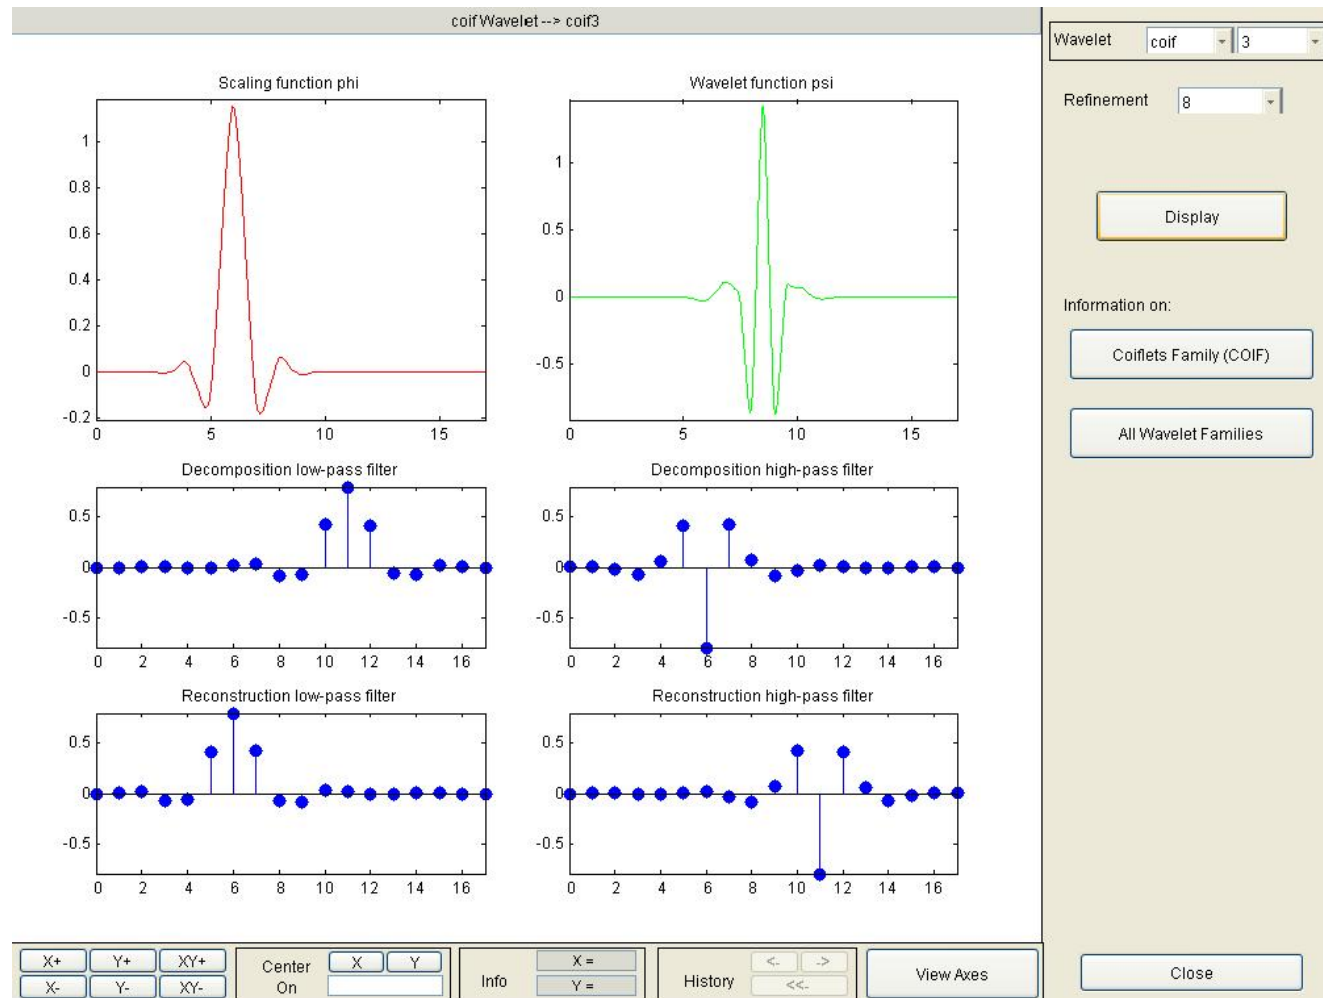 coif Wavelet --> coif3
Wavelet coif 3
Refinement 8
Display
Information on:
Coiflets Family (COIF)
All Wavelet Families
Close
Scaling function phi
1
0.8
0.6
0.4
0.2
0
-0.2
0 5 10 15
Wavelet function psi
1
0.5
0
-0.5
0 5 10 15
Decomposition low-pass filter
0.5
0
-0.5
0 2 4 6 8 10 12 14 16
Decomposition high-pass filter
0.5
0
-0.5
0 2 4 6 8 10 12 14 16
Reconstruction low-pass filter
0.5
0
-0.5
0 2 4 6 8 10 12 14 16
Reconstruction high-pass filter
0.5
0
-0.5
0 2 4 6 8 10 12 14 16
X+ Y+ XY+
X- Y- XY-
Center
On
X Y
Info
X =
Y =
History
<- ->
<<-
View Axes